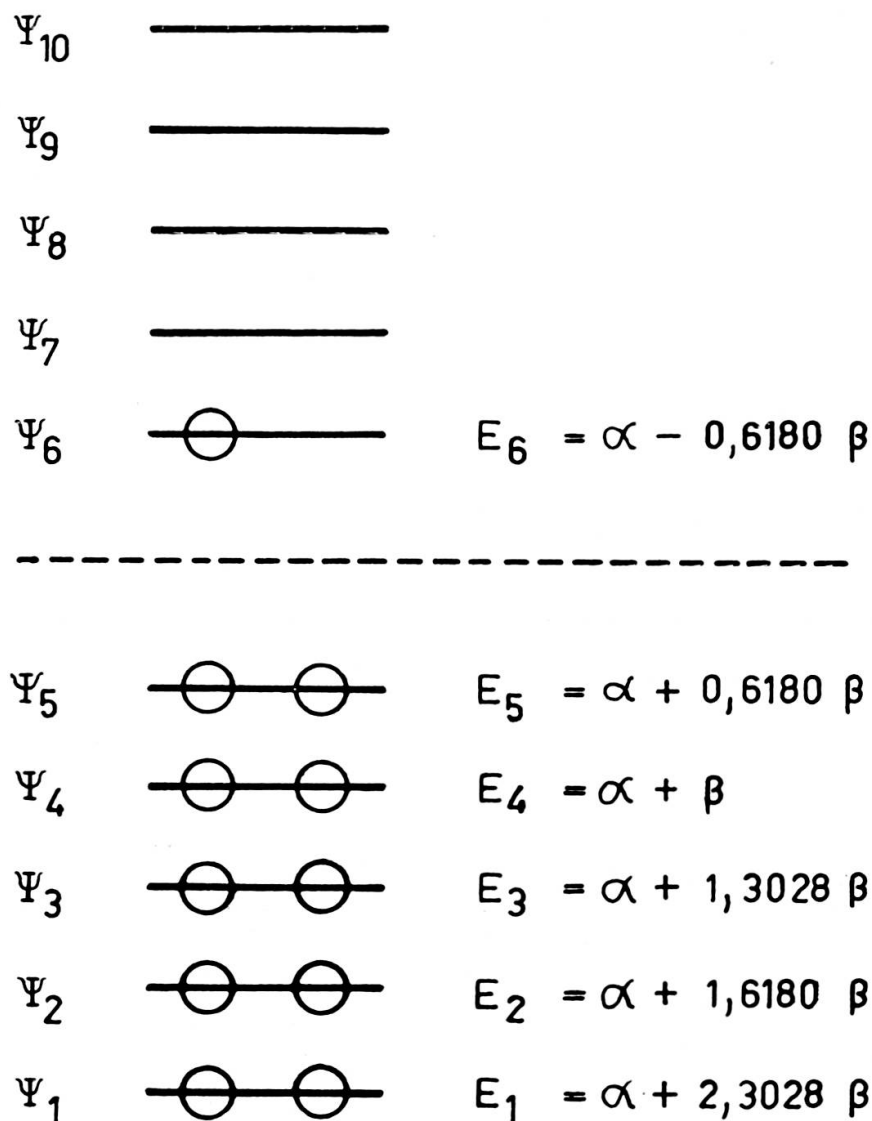 Ψ10
Ψ9
Ψ8
Ψ7
Ψ6 E6 = α - 0,6180 β
Ψ5 E5 = α + 0,6180 β
Ψ4 E4 = α + β
Ψ3 E3 = α + 1,3028 β
Ψ2 E2 = α + 1,6180 β
Ψ1 E1 = α + 2,3028 β